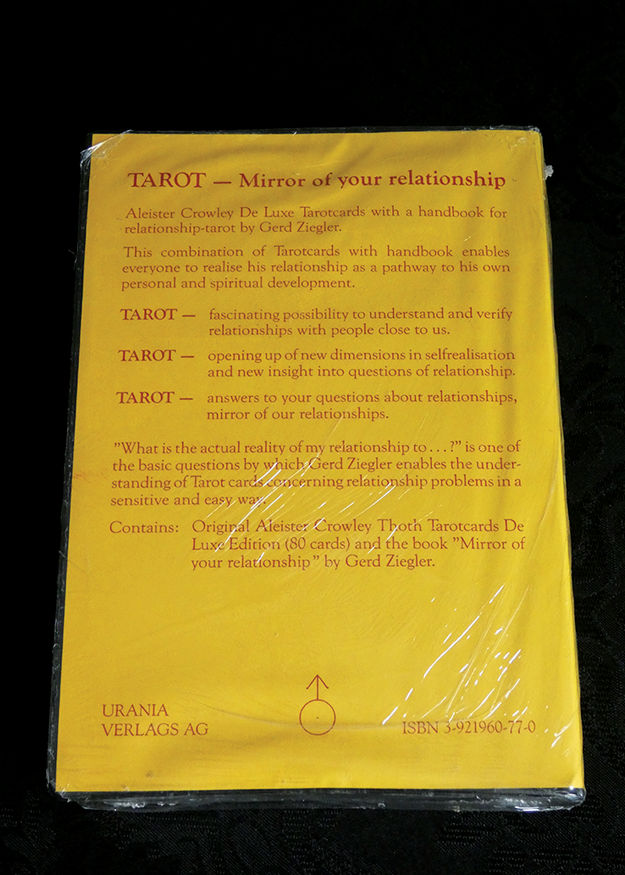 TAROT — Mirror of your relationship
Aleister Crowley De Luxe Tarotcards with a handbook for
relationship-tarot by Gerd Ziegler.
This combination of Tarotcards with handbook enables
everyone to realise his relationship as a pathway to his own
personal and spiritual development.
TAROT — fascinating possibility to understand and verify
relationships with people close to us.
TAROT — opening up of new dimensions in selfrealisation
and new insight into questions of relationship.
TAROT — answers to your questions about relationships,
mirror of our relationships.
”What is the actual reality of my relationship to . . . ?” is one of
the basic questions by which Gerd Ziegler enables the under-
standing of Tarot cards concerning relationship problems in a
sensitive and easy way.
Contains: Original Aleister Crowley Thoth Tarotcards De
Luxe Edition (80 cards) and the book ”Mirror of
your relationship” by Gerd Ziegler.
URANIA
VERLAGS AG
ISBN 3-921960-77-0